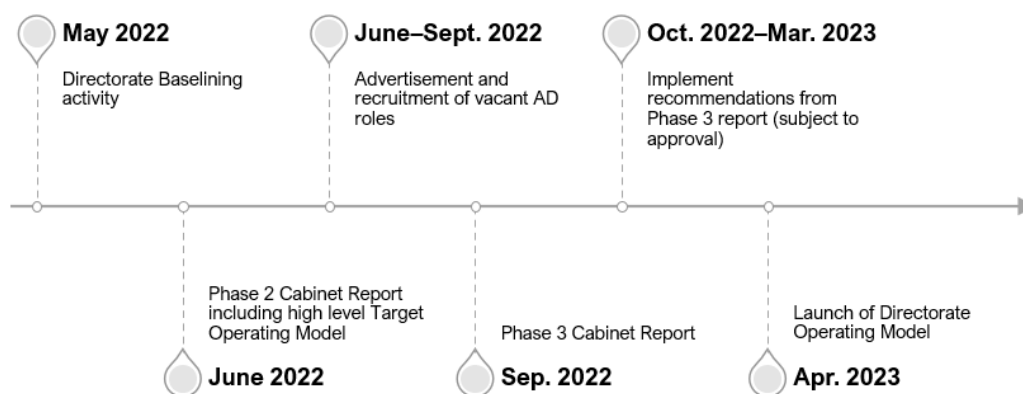 May 2022
Directorate Baselining
activity
June–Sept. 2022
Advertisement and
recruitment of vacant AD
roles
Oct. 2022–Mar. 2023
Implement
recommendations from
Phase 3 report (subject to
approval)
Phase 2 Cabinet Report
including high level Target
Operating Model
June 2022
Phase 3 Cabinet Report
Sep. 2022
Launch of Directorate
Operating Model
Apr. 2023